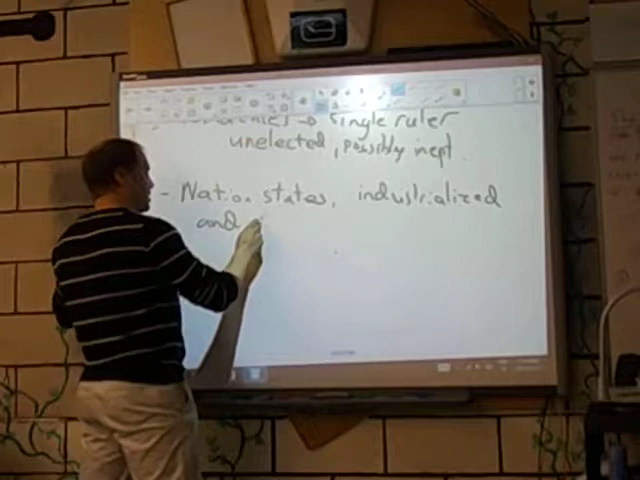 → single ruler
unelected, possibly inept.
- Nation states, industrialized
and